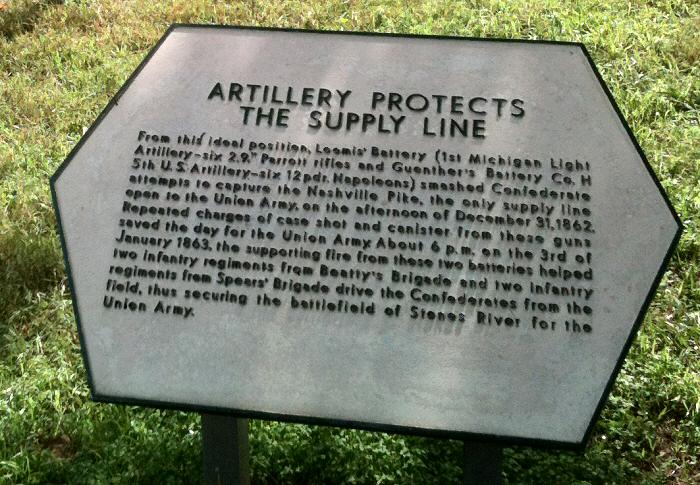 ARTILLERY PROTECTS
THE SUPPLY LINE
From this ideal position, Loomis' Battery (1st Michigan Light
Artillery-six 2.9." Parrott rifles and Guenther's Battery Co. H
5th U.S. Artillery-six 12 pdr. Napoleons) smashed Confederate
attempts to capture the Nashville Pike, the only supply line
open to the Union Army, on the afternoon of December 31, 1862.
Repeated charges of case shot and canister from these guns
saved the day for the Union Army. About 6 p.m. on the 3rd of
January 1863, the supporting fire from these two batteries helped
two infantry regiments from Beatty's Brigade and two infantry
regiments from Spears' Brigade drive the Confederates from the
field, thus securing the battlefield of Stones River for the
Union Army.